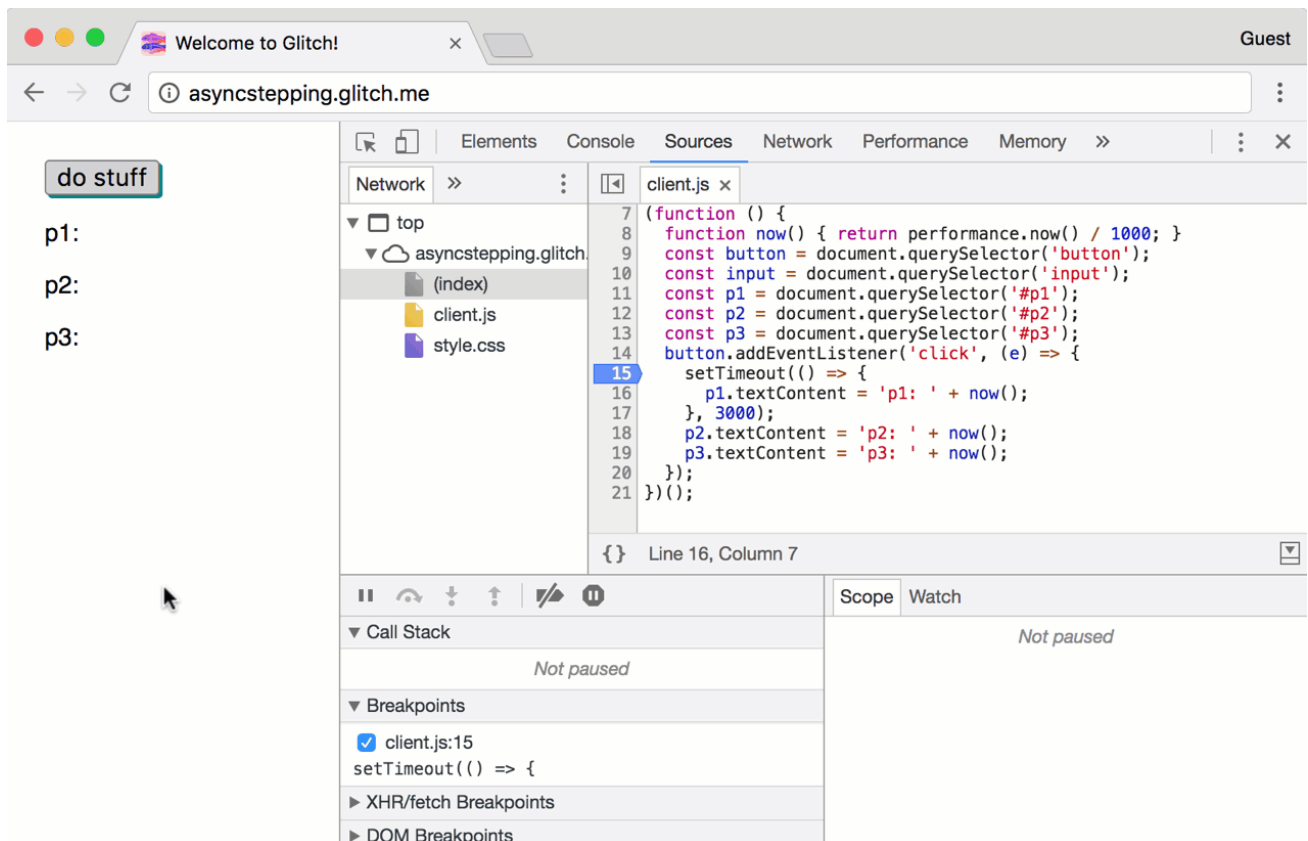 Welcome to Glitch! ×
Guest
asyncstepping.glitch.me
Elements Console Sources Network Performance Memory »
do stuff
p1:
p2:
p3:
Network »
top
asyncstepping.glitch.
(index)
client.js
style.css
client.js ×
7 (function () {
8 function now() { return performance.now() / 1000; }
9 const button = document.querySelector('button');
10 const input = document.querySelector('input');
11 const p1 = document.querySelector('#p1');
12 const p2 = document.querySelector('#p2');
13 const p3 = document.querySelector('#p3');
14 button.addEventListener('click', (e) => {
15 setTimeout(() => {
16 p1.textContent = 'p1: ' + now();
17 }, 3000);
18 p2.textContent = 'p2: ' + now();
19 p3.textContent = 'p3: ' + now();
20 });
21 })();
{} Line 16, Column 7
Call Stack
Not paused
Breakpoints
client.js:15
setTimeout(() => {
XHR/fetch Breakpoints
DOM Breakpoints
Scope Watch
Not paused